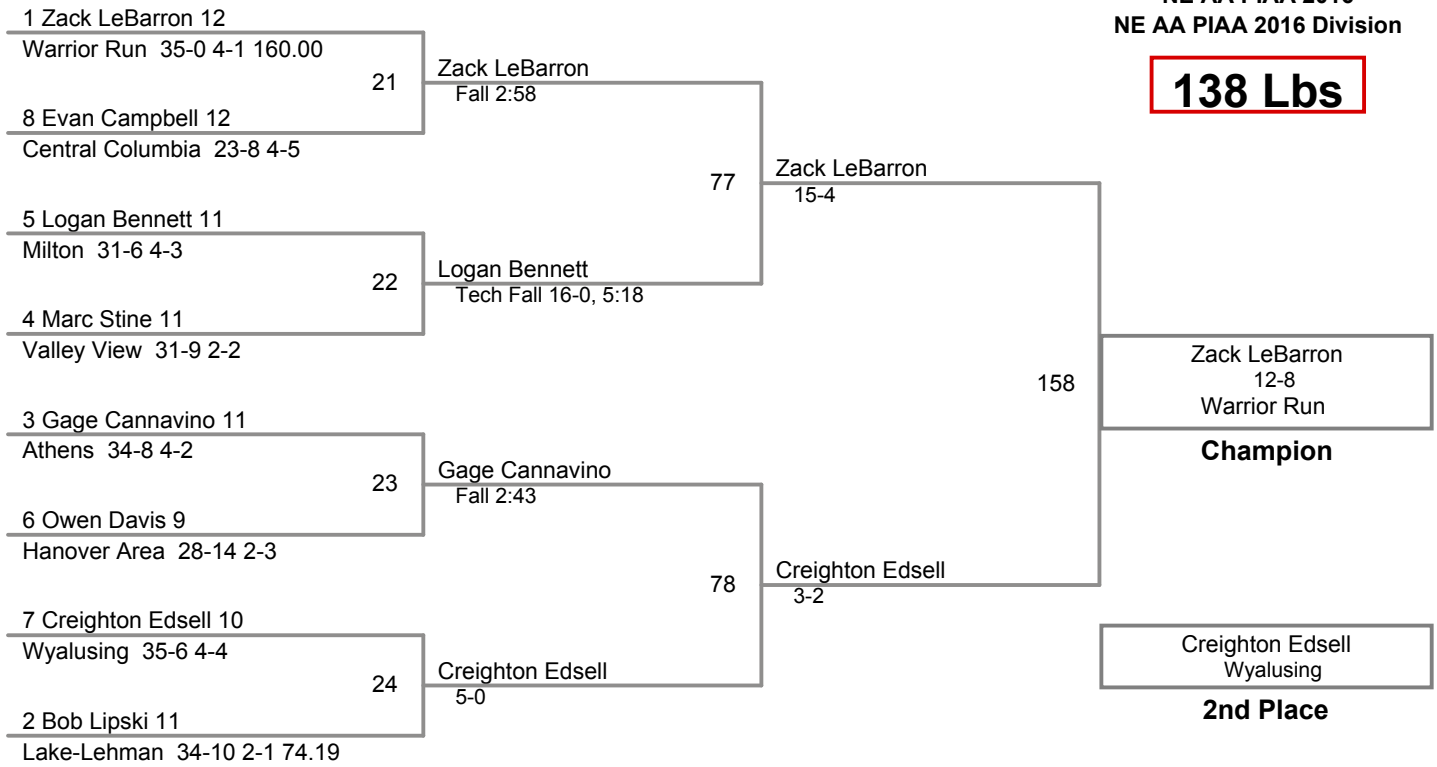 NE AA PIAA 2016
NE AA PIAA 2016 Division
138 Lbs
1 Zack LeBarron 12
Warrior Run 35-0 4-1 160.00
21
Zack LeBarron
Fall 2:58
8 Evan Campbell 12
Central Columbia 23-8 4-5
77
Zack LeBarron
15-4
5 Logan Bennett 11
Milton 31-6 4-3
22
Logan Bennett
Tech Fall 16-0, 5:18
4 Marc Stine 11
Valley View 31-9 2-2
158
Zack LeBarron
12-8
Warrior Run
Champion
3 Gage Cannavino 11
Athens 34-8 4-2
23
Gage Cannavino
Fall 2:43
6 Owen Davis 9
Hanover Area 28-14 2-3
78
Creighton Edsell
3-2
7 Creighton Edsell 10
Wyalusing 35-6 4-4
24
Creighton Edsell
5-0
2 Bob Lipski 11
Lake-Lehman 34-10 2-1 74.19
Creighton Edsell
Wyalusing
2nd Place